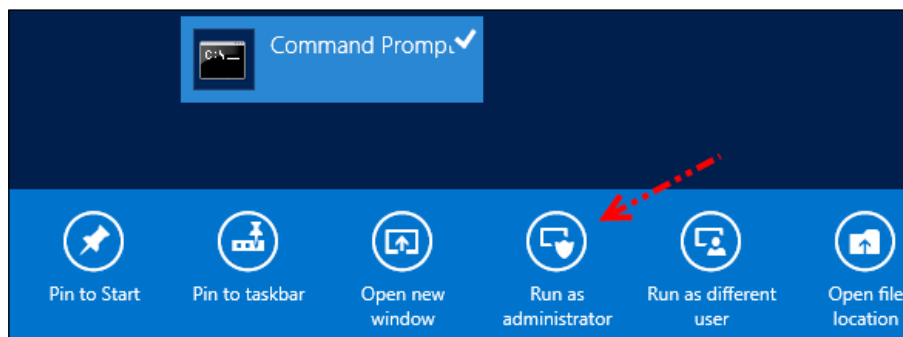 Command Prompt
C:\_
Pin to Start
Pin to taskbar
Open new
window
Run as
administrator
Run as different
user
Open file
location